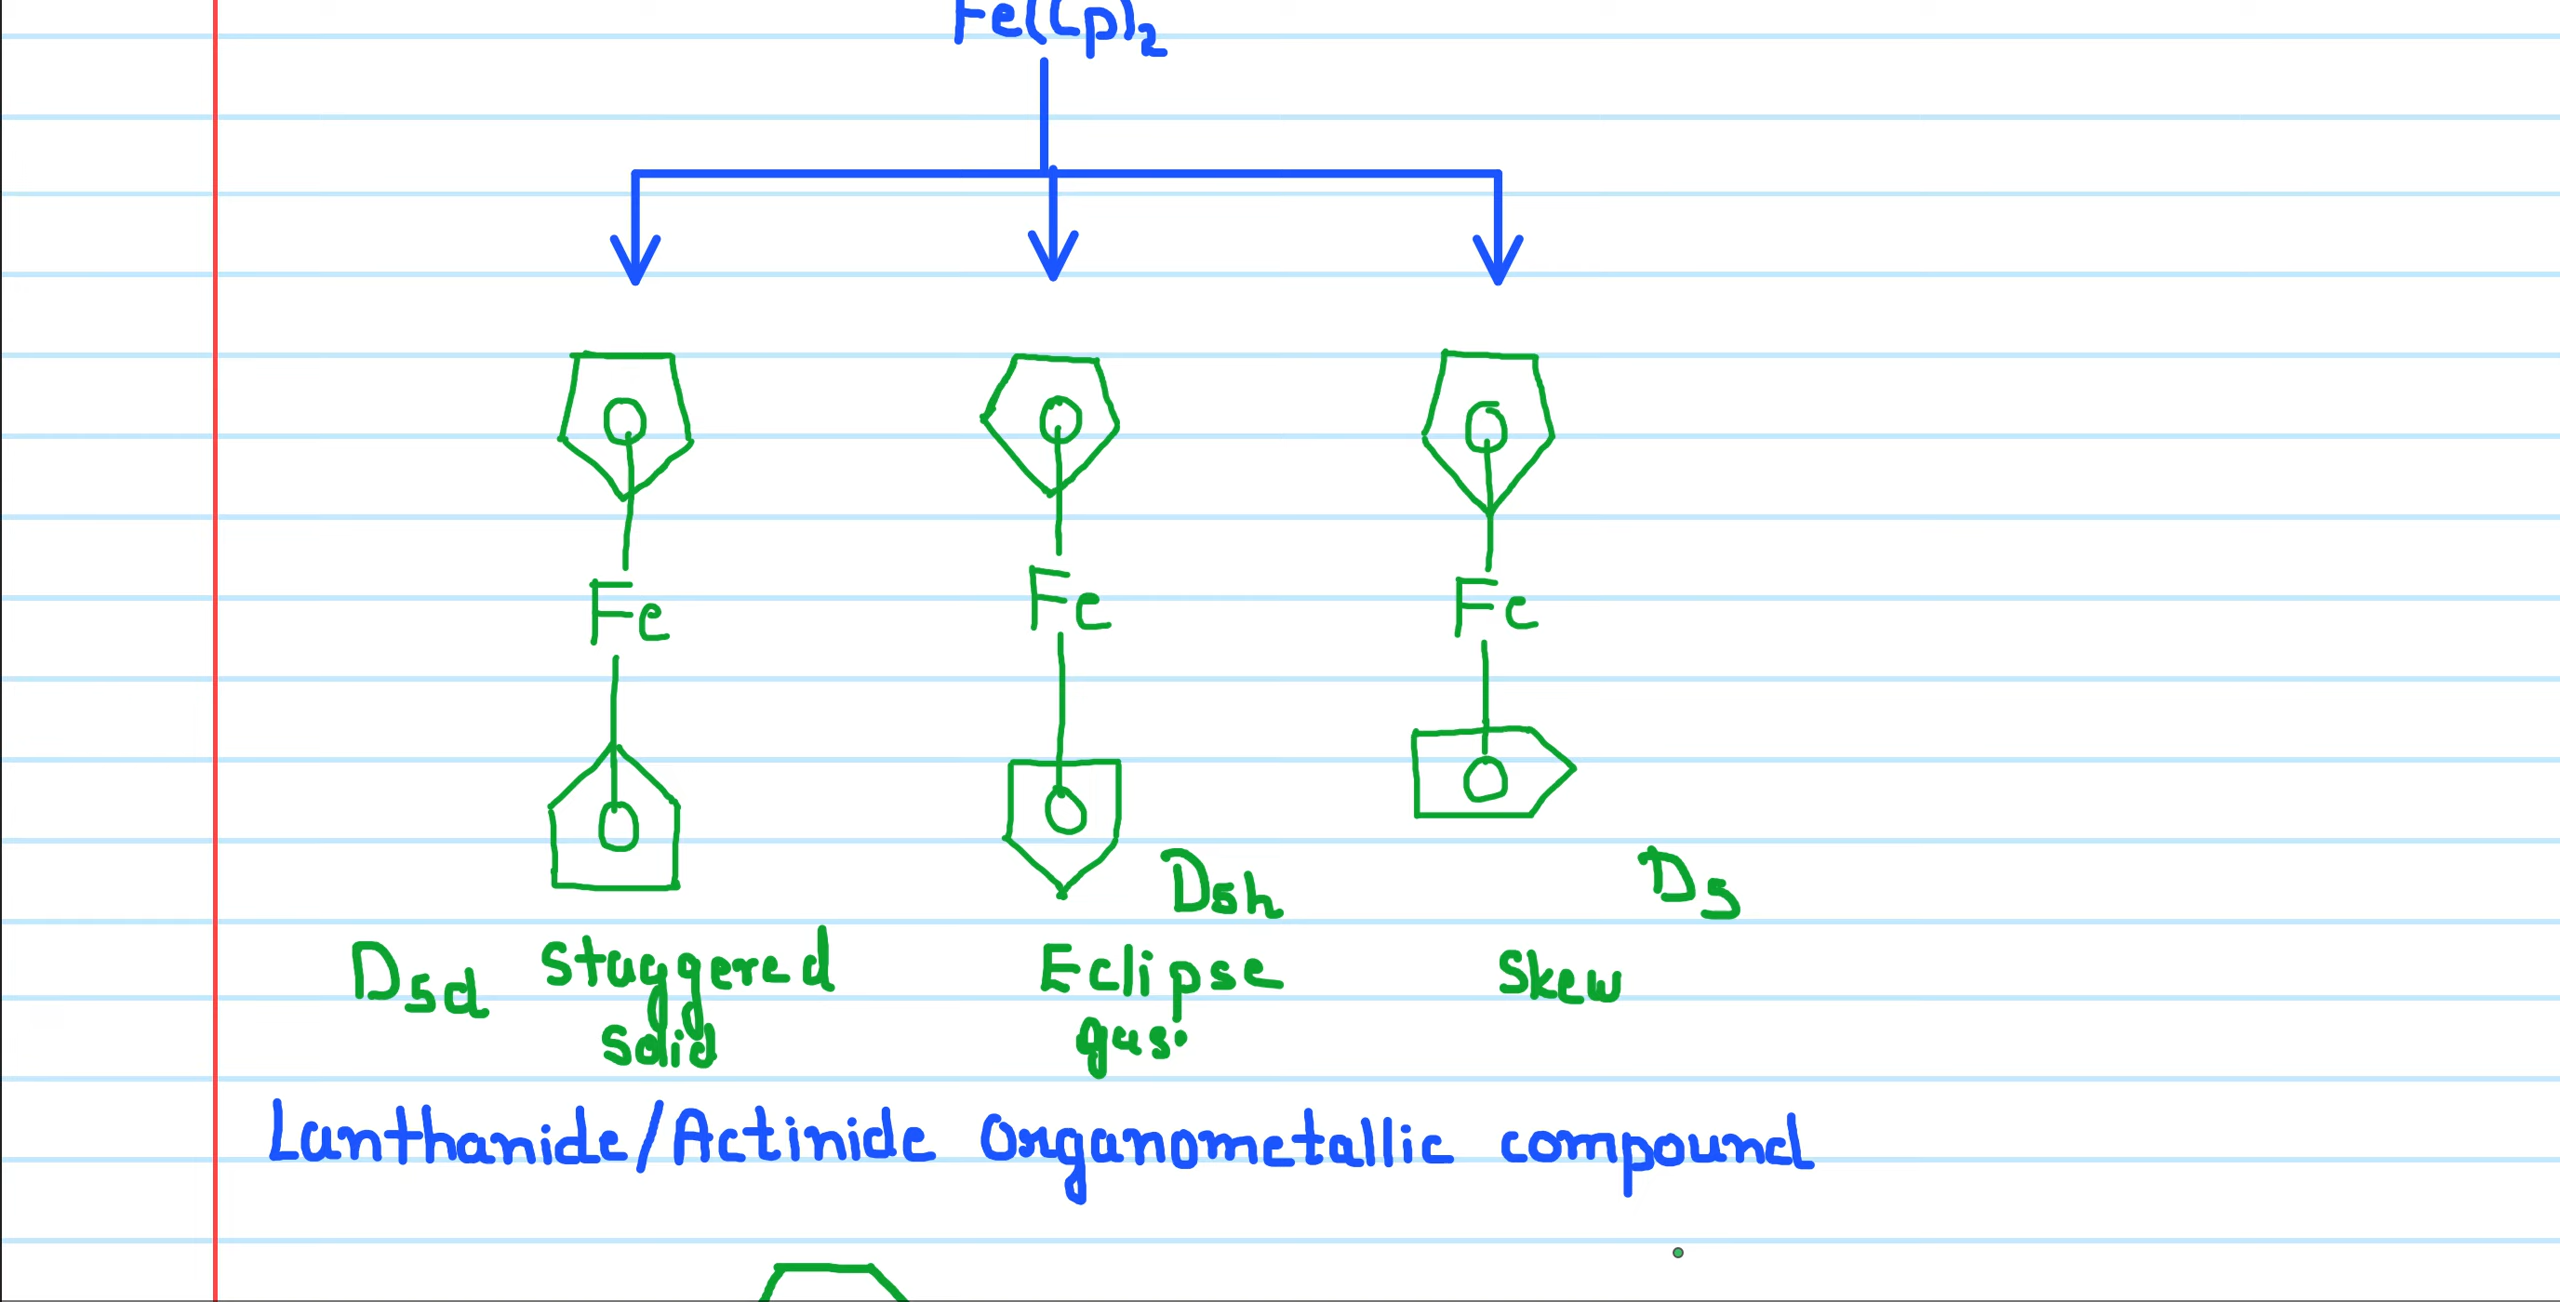 Fe(Cp)2
Fe Fe Fe
D5h D5
D5d Staggered Eclipse Skew
solid gas.
Lanthanide/Actinide Organometallic compound